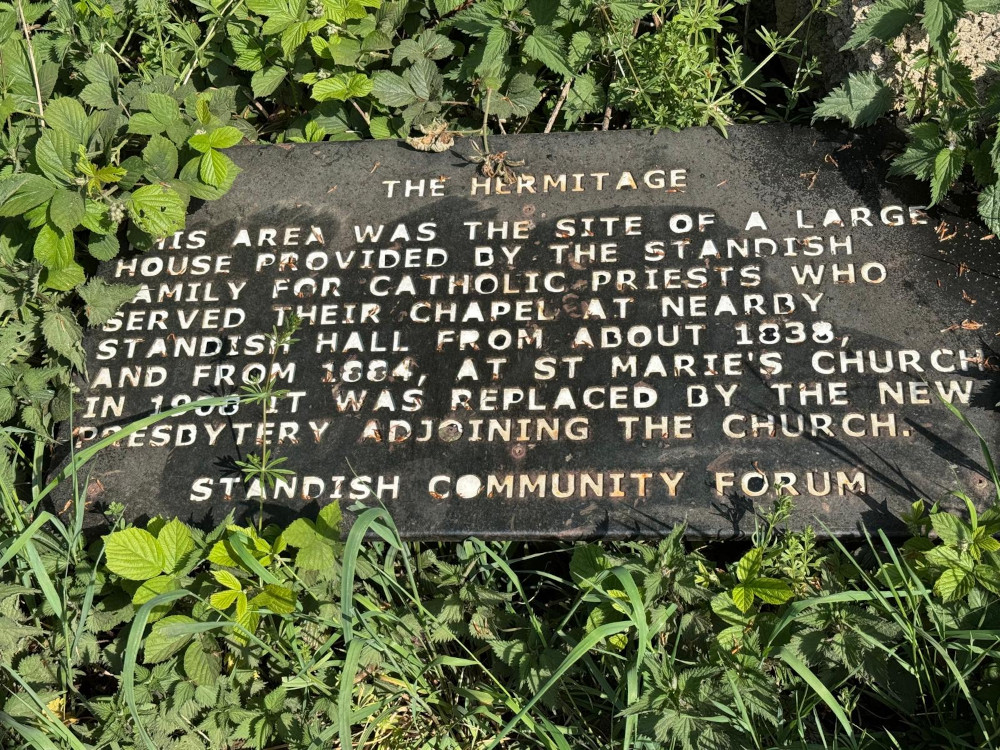 THE HERMITAGE
THIS AREA WAS THE SITE OF A LARGE
HOUSE PROVIDED BY THE STANDISH
FAMILY FOR CATHOLIC PRIESTS WHO
SERVED THEIR CHAPEL AT NEARBY
STANDISH HALL FROM ABOUT 1838,
AND FROM 1884, AT ST MARIE'S CHURCH
IN 1908 IT WAS REPLACED BY THE NEW
PRESBYTERY ADJOINING THE CHURCH.
STANDISH COMMUNITY FORUM